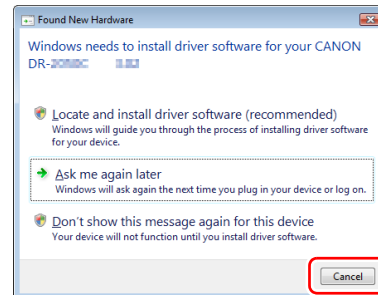 Found New Hardware
Windows needs to install driver software for your CANON
DR-
Locate and install driver software (recommended)
Windows will guide you through the process of installing driver software
for your device.
Ask me again later
Windows will ask again the next time you plug in your device or log on.
Don't show this message again for this device
Your device will not function until you install driver software.
Cancel